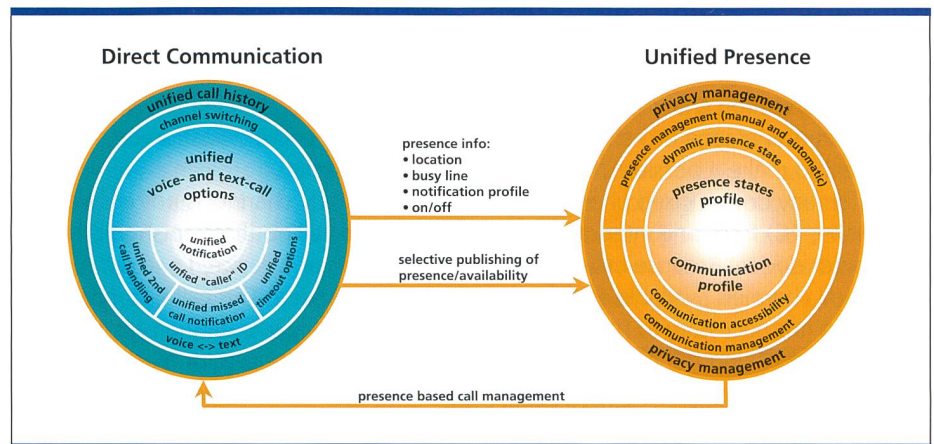 Direct Communication
unified call history
channel switching
unified
voice- and text-call
options
unified
notification
unfied "caller" ID
unified 2nd
call handling
unified missed
call notification
unified
timeout options
voice <-> text
presence info:
• location
• busy line
• notification profile
• on/off
selective publishing of
presence/availability
presence based call management
Unified Presence
privacy management
presence management (manual and automatic)
dynamic presence state
presence states
profile
communication
profile
communication accessibility
communication management
privacy management